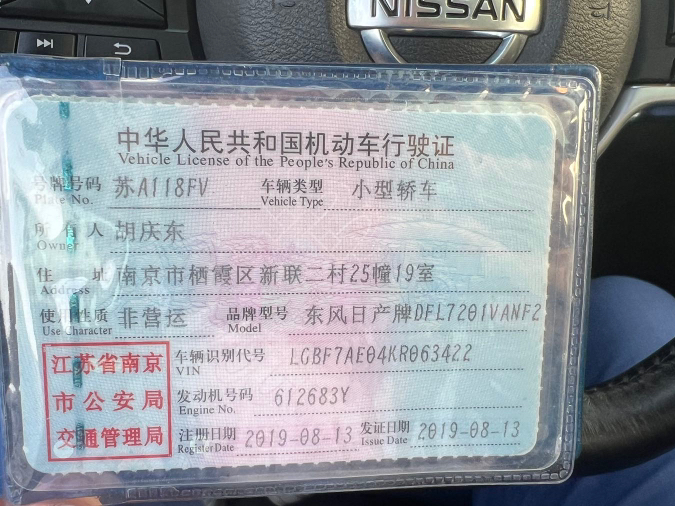 NISSAN
中华人民共和国机动车行驶证
Vehicle License of the People's Republic of China
号牌号码 苏A118FV 车辆类型 小型轿车
Plate No. Vehicle Type
所有人 胡庆东
Owner
住址 南京市栖霞区新联二村25幢19室
Address
使用性质 非营运 品牌型号 东风日产牌DFL7201VANF2
Use Character Model
江苏省南京
市公安局
交通管理局
车辆识别代号 LGBF7AE04KR063422
VIN
发动机号码 612683Y
Engine No.
注册日期 2019-08-13 发证日期 2019-08-13
Register Date Issue Date